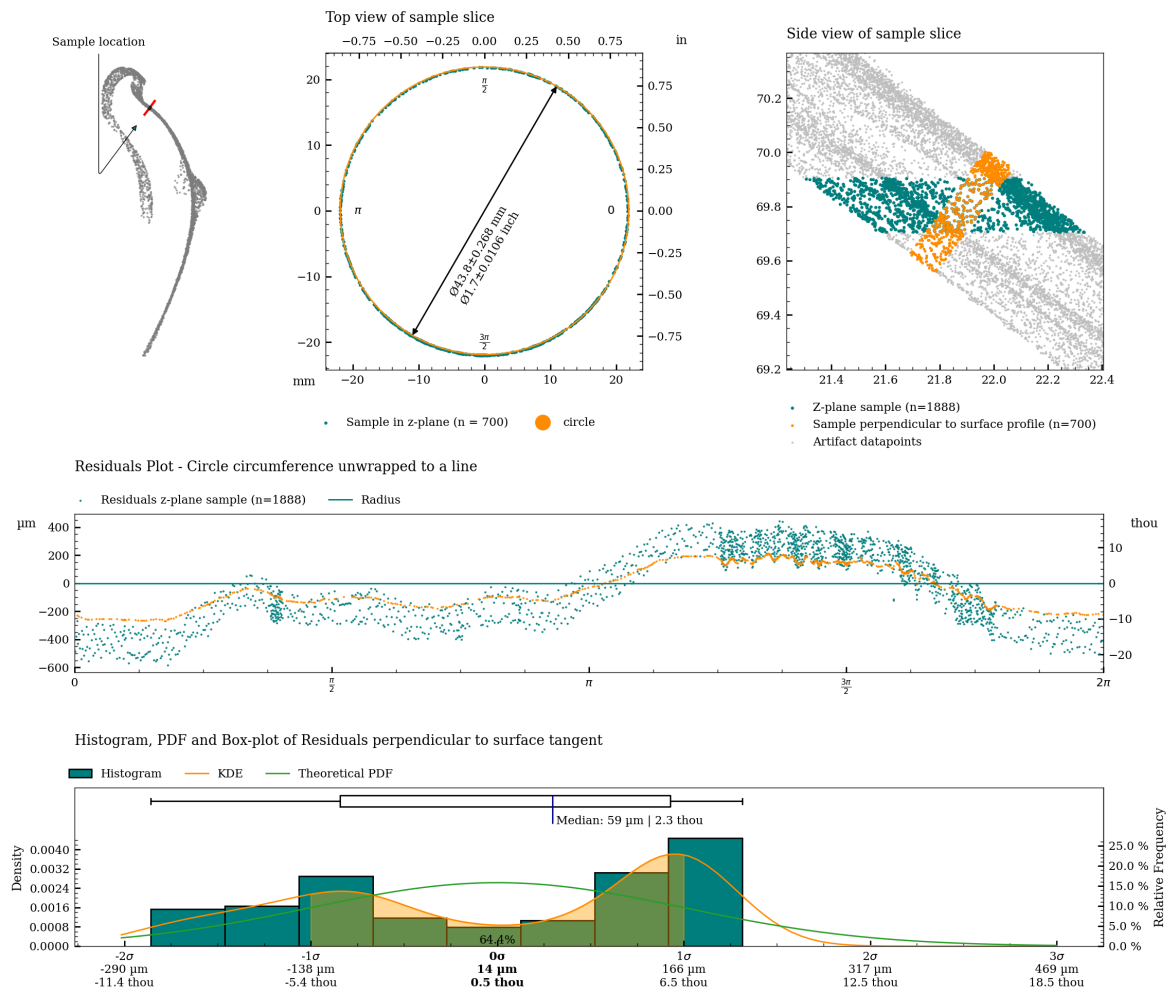 Sample location
Top view of sample slice
−0.75 −0.50 −0.25 0.00 0.25 0.50 0.75 in
20
10
0
−10
−20
mm
−20 −10 0 10 20
0.75
0.50
0.25
0.00
−0.25
−0.50
−0.75
π/2
π
0
3π/2
Ø43.8±0.268 mm
Ø1.7±0.0106 inch
Sample in z-plane (n = 700) circle
Side view of sample slice
70.2
70.0
69.8
69.6
69.4
69.2
21.4 21.6 21.8 22.0 22.2 22.4
Z-plane sample (n=1888)
Sample perpendicular to surface profile (n=700)
Artifact datapoints
Residuals Plot - Circle circumference unwrapped to a line
Residuals z-plane sample (n=1888) Radius
µm
400
200
0
−200
−400
−600
thou
10
0
−10
−20
0 π/2 π 3π/2 2π
Histogram, PDF and Box-plot of Residuals perpendicular to surface tangent
Histogram KDE Theoretical PDF
Median: 59 µm | 2.3 thou
Density
0.0040
0.0032
0.0024
0.0016
0.0008
0.0000
Relative Frequency
25.0 %
20.0 %
15.0 %
10.0 %
5.0 %
0.0 %
64.4%
-2σ -1σ 0σ 1σ 2σ 3σ
-290 µm -138 µm 14 µm 166 µm 317 µm 469 µm
-11.4 thou -5.4 thou 0.5 thou 6.5 thou 12.5 thou 18.5 thou